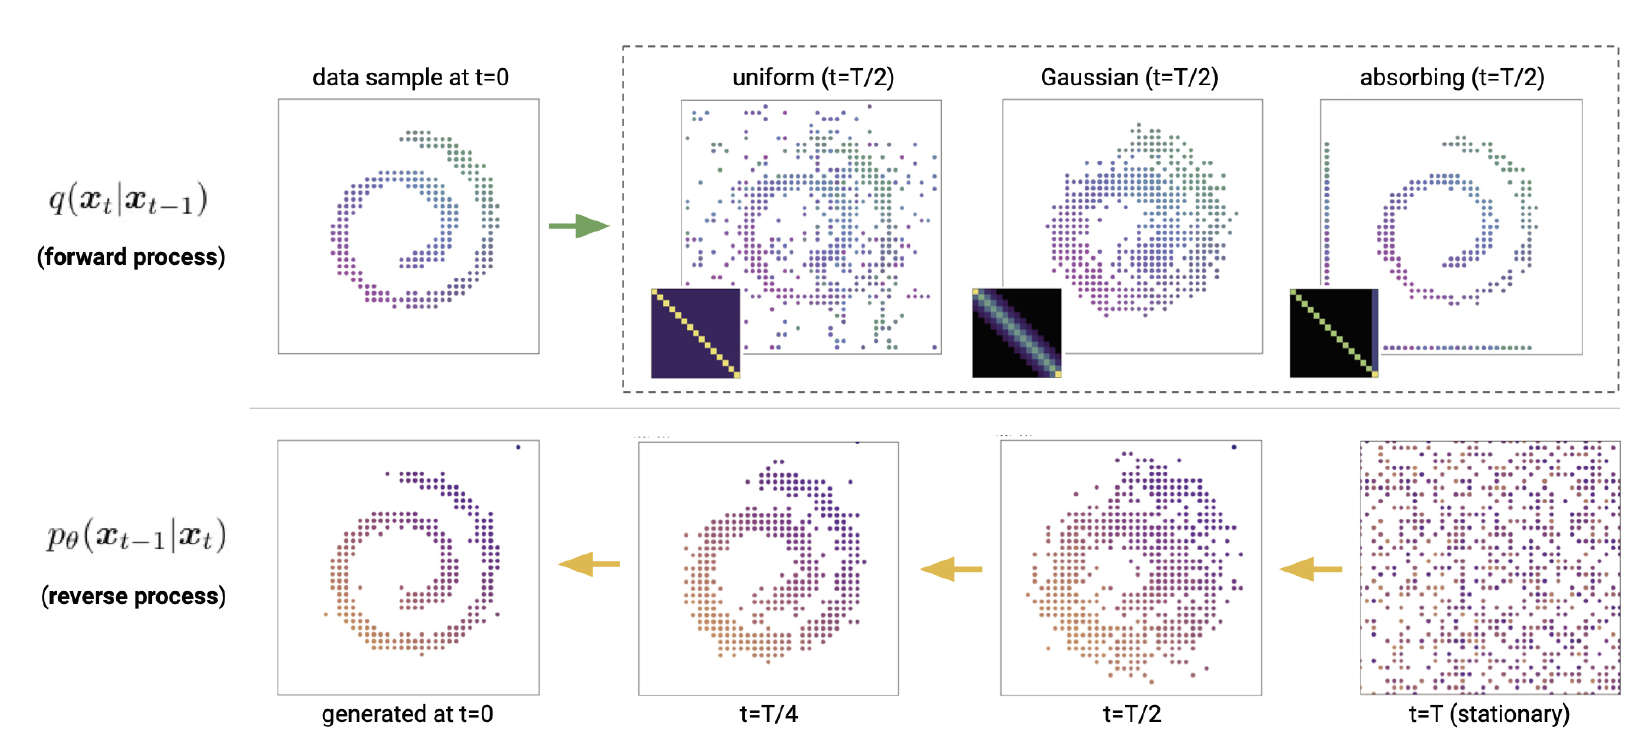 data sample at t=0
uniform (t=T/2)
Gaussian (t=T/2)
absorbing (t=T/2)
q(x_t|x_{t−1})
(forward process)
p_θ(x_{t−1}|x_t)
(reverse process)
generated at t=0
t=T/4
t=T/2
t=T (stationary)